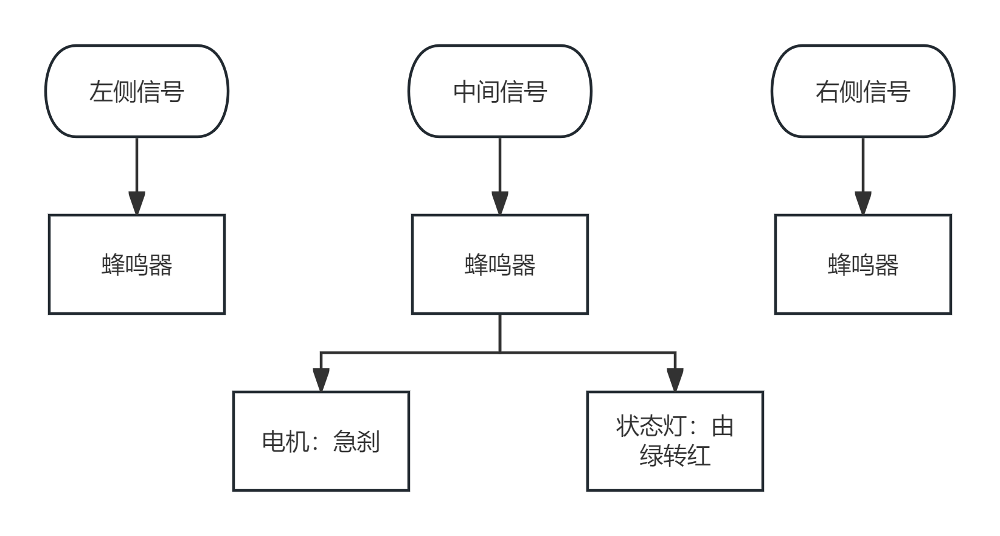 左侧信号
中间信号
右侧信号
蜂鸣器
蜂鸣器
蜂鸣器
电机：急刹
状态灯：由
绿转红